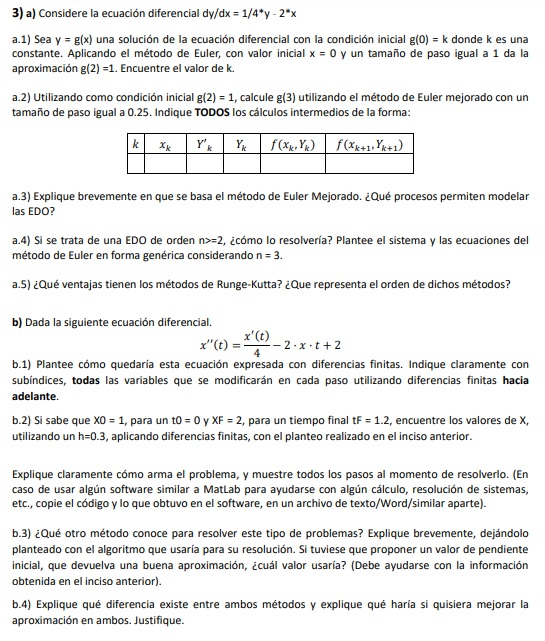 3) a) Considere la ecuación diferencial dy/dx = 1/4*y - 2*x
a.1) Sea y = g(x) una solución de la ecuación diferencial con la condición inicial g(0) = k donde k es una
constante. Aplicando el método de Euler, con valor inicial x = 0 y un tamaño de paso igual a 1 da la
aproximación g(2) =1. Encuentre el valor de k.
a.2) Utilizando como condición inicial g(2) = 1, calcule g(3) utilizando el método de Euler mejorado con un
tamaño de paso igual a 0.25. Indique TODOS los cálculos intermedios de la forma:
k x_k Y'_k Y_k f(x_k, Y_k) f(x_{k+1}, Y_{k+1})
a.3) Explique brevemente en que se basa el método de Euler Mejorado. ¿Qué procesos permiten modelar
las EDO?
a.4) Si se trata de una EDO de orden n>=2, ¿cómo lo resolvería? Plantee el sistema y las ecuaciones del
método de Euler en forma genérica considerando n = 3.
a.5) ¿Qué ventajas tienen los métodos de Runge-Kutta? ¿Que representa el orden de dichos métodos?
b) Dada la siguiente ecuación diferencial.
x''(t) = x'(t)/4 − 2 · x · t + 2
b.1) Plantee cómo quedaría esta ecuación expresada con diferencias finitas. Indique claramente con
subíndices, todas las variables que se modificarán en cada paso utilizando diferencias finitas hacia
adelante.
b.2) Si sabe que X0 = 1, para un t0 = 0 y XF = 2, para un tiempo final tF = 1.2, encuentre los valores de X,
utilizando un h=0.3, aplicando diferencias finitas, con el planteo realizado en el inciso anterior.
Explique claramente cómo arma el problema, y muestre todos los pasos al momento de resolverlo. (En
caso de usar algún software similar a MatLab para ayudarse con algún cálculo, resolución de sistemas,
etc., copie el código y lo que obtuvo en el software, en un archivo de texto/Word/similar aparte).
b.3) ¿Qué otro método conoce para resolver este tipo de problemas? Explique brevemente, dejándolo
planteado con el algoritmo que usaría para su resolución. Si tuviese que proponer un valor de pendiente
inicial, que devuelva una buena aproximación, ¿cuál valor usaría? (Debe ayudarse con la información
obtenida en el inciso anterior).
b.4) Explique qué diferencia existe entre ambos métodos y explique qué haría si quisiera mejorar la
aproximación en ambos. Justifique.